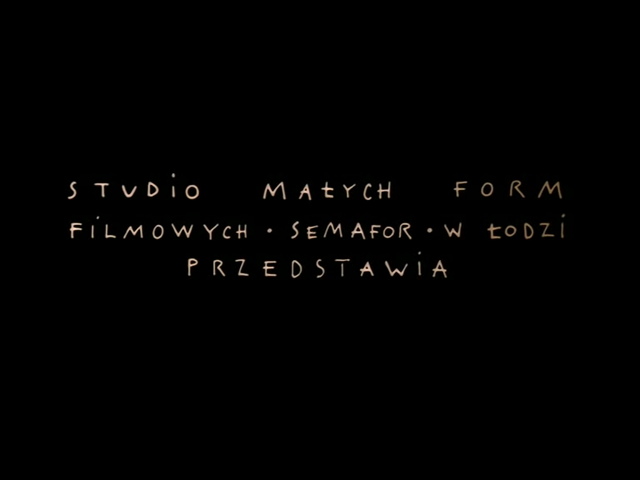 STUDiO MAŁYCH FORM
FiLMOWYCH · SEMAFOR · W ŁODZi
PRZEDSTAWiA